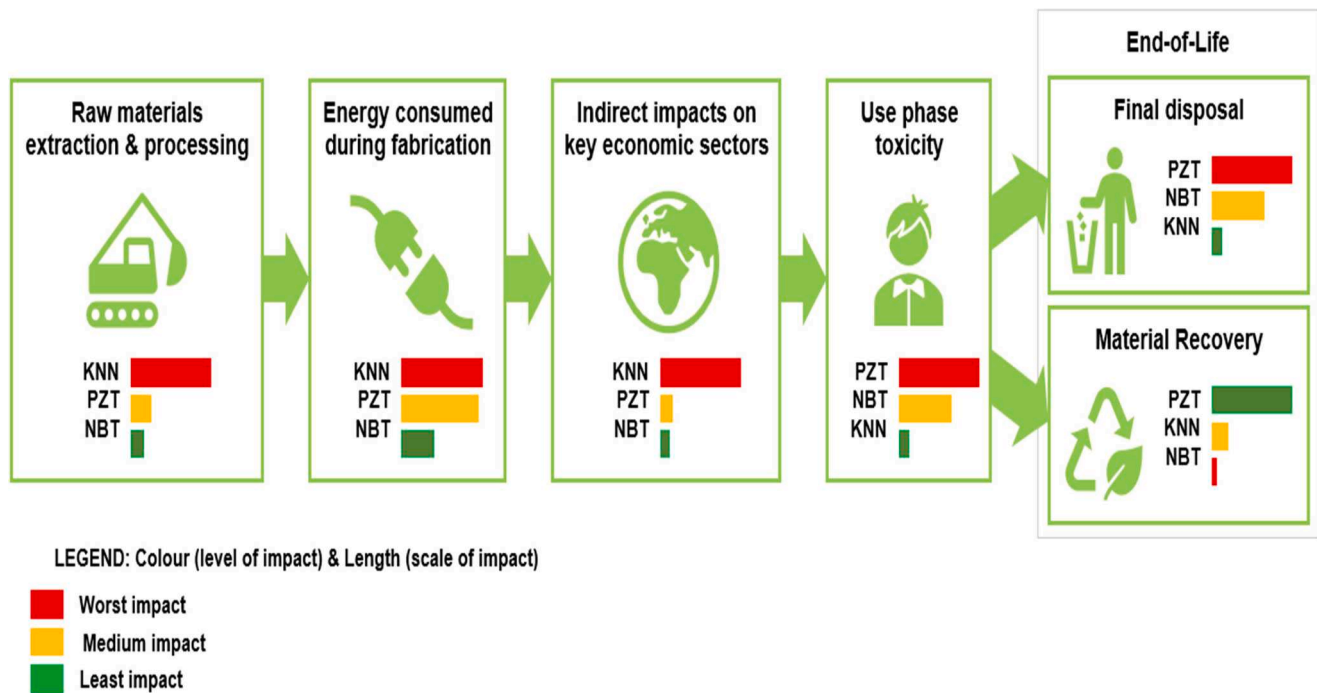 Raw materials
extraction & processing
KNN
PZT
NBT
Energy consumed
during fabrication
KNN
PZT
NBT
Indirect impacts on
key economic sectors
KNN
PZT
NBT
Use phase
toxicity
PZT
NBT
KNN
End-of-Life
Final disposal
PZT
NBT
KNN
Material Recovery
PZT
KNN
NBT
LEGEND: Colour (level of impact) & Length (scale of impact)
Worst impact
Medium impact
Least impact